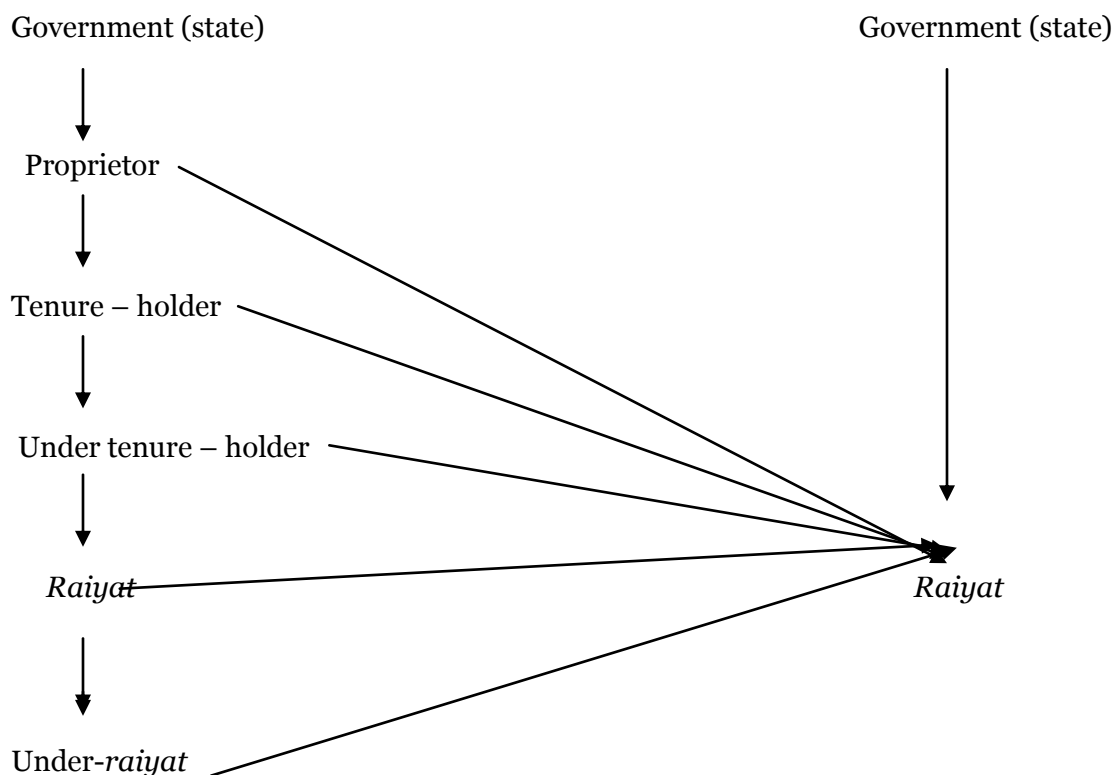 Government (state) Government (state)
Proprietor
Tenure – holder
Under tenure – holder
Raiyat Raiyat
Under-raiyat